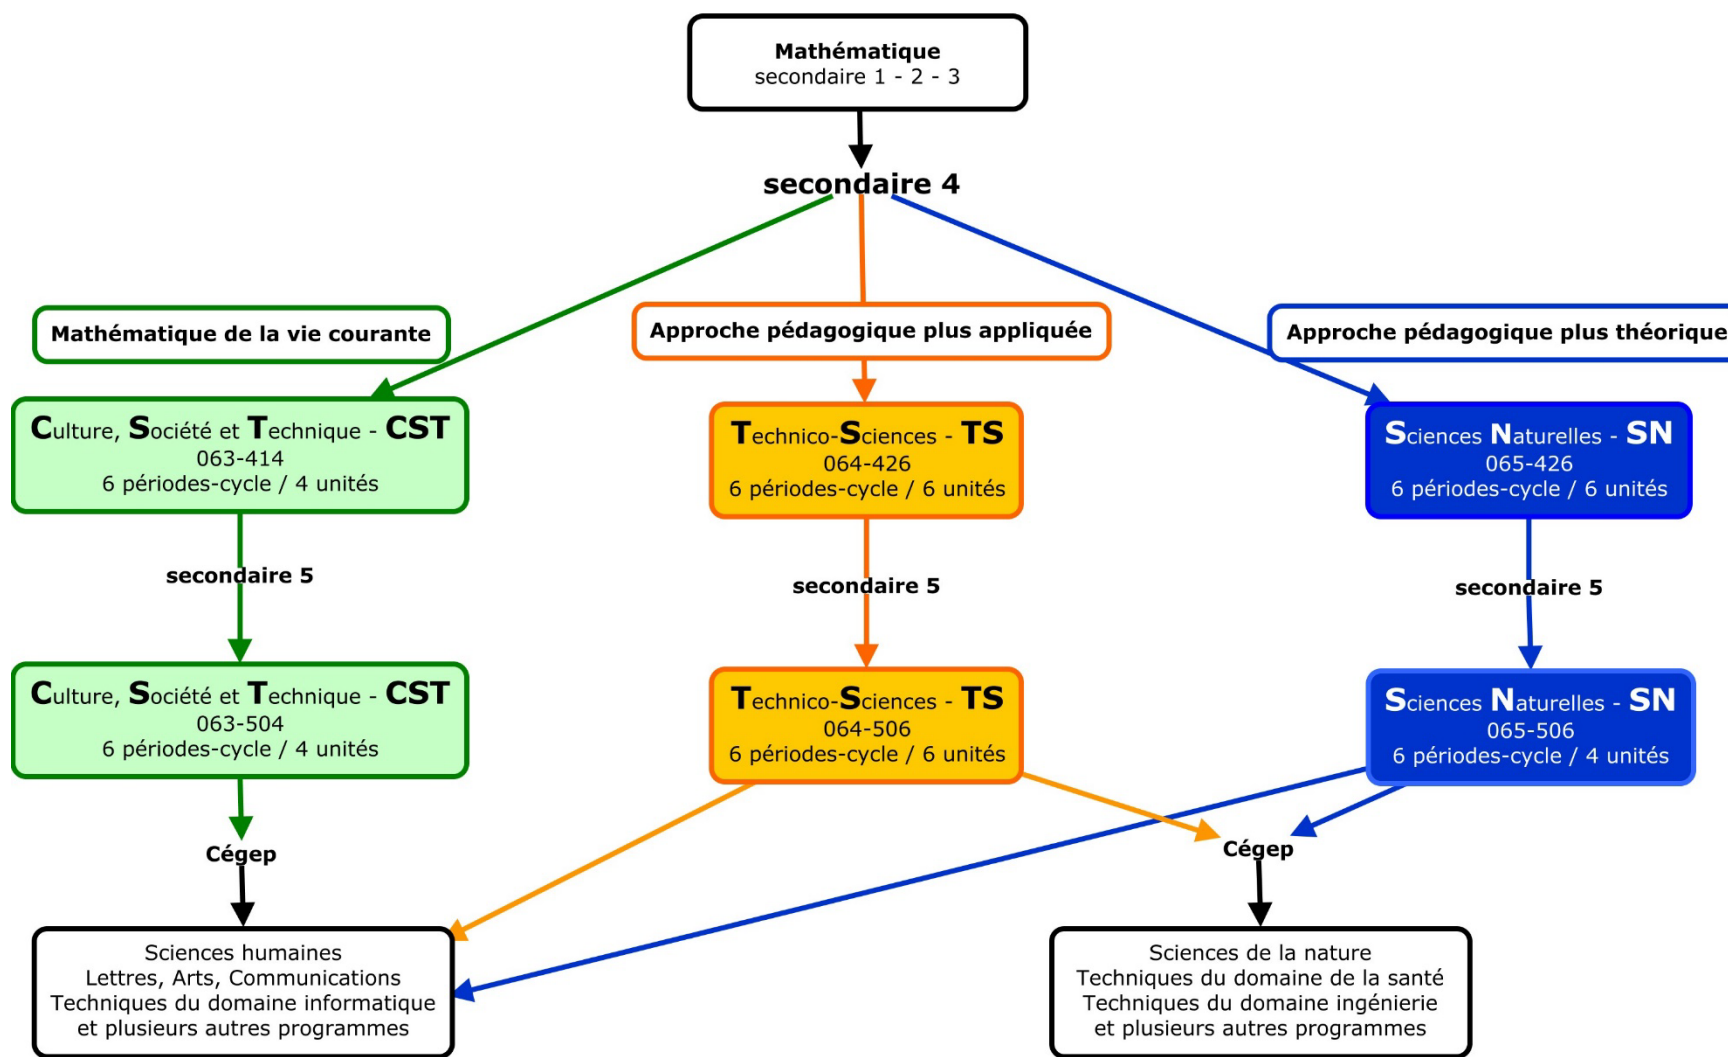 Mathématique
secondaire 1 - 2 - 3
secondaire 4
Mathématique de la vie courante
Approche pédagogique plus appliquée
Approche pédagogique plus théorique
Culture, Société et Technique - CST
063-414
6 périodes-cycle / 4 unités
Technico-Sciences - TS
064-426
6 périodes-cycle / 6 unités
Sciences Naturelles - SN
065-426
6 périodes-cycle / 6 unités
secondaire 5
secondaire 5
secondaire 5
Culture, Société et Technique - CST
063-504
6 périodes-cycle / 4 unités
Technico-Sciences - TS
064-506
6 périodes-cycle / 6 unités
Sciences Naturelles - SN
065-506
6 périodes-cycle / 4 unités
Cégep
Cégep
Sciences humaines
Lettres, Arts, Communications
Techniques du domaine informatique
et plusieurs autres programmes
Sciences de la nature
Techniques du domaine de la santé
Techniques du domaine ingénierie
et plusieurs autres programmes